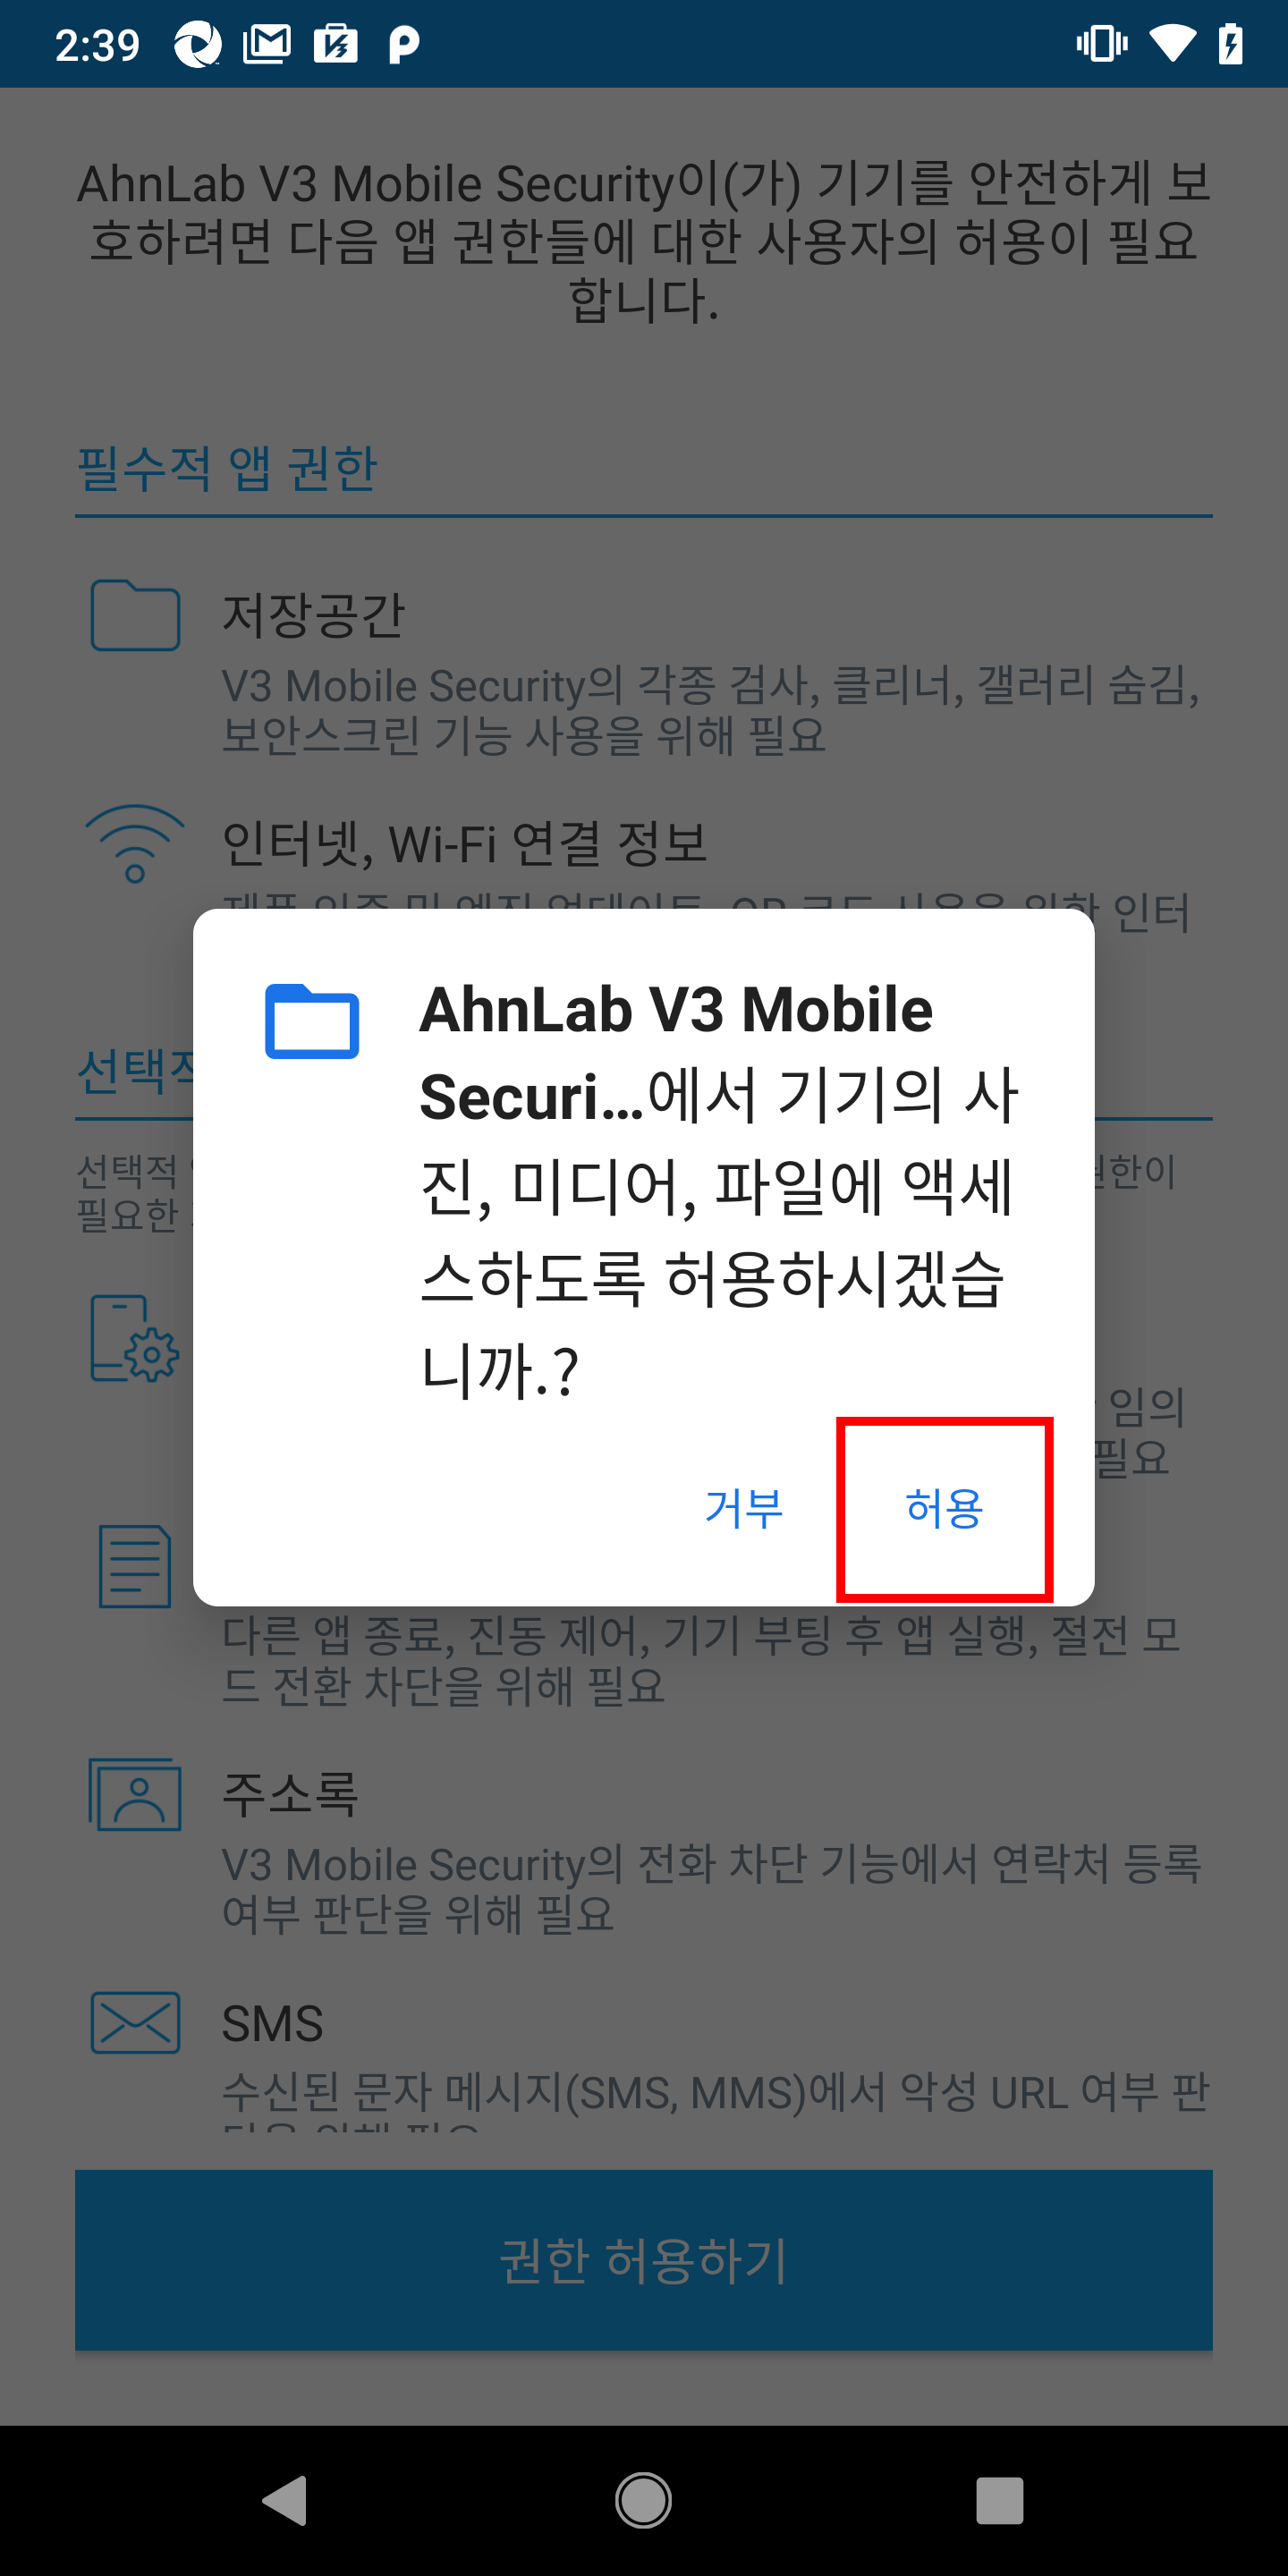 2:39
AhnLab V3 Mobile Security이(가) 기기를 안전하게 보
호하려면 다음 앱 권한들에 대한 사용자의 허용이 필요
합니다.
필수적 앱 권한
저장공간
V3 Mobile Security의 각종 검사, 클리너, 갤러리 숨김,
보안스크린 기능 사용을 위해 필요
인터넷, Wi-Fi 연결 정보
인터
AhnLab V3 Mobile
Securi...에서 기기의 사
진, 미디어, 파일에 액세
스하도록 허용하시겠습
니까.?
거부 허용
선택적
선택적
필요한
임의
필요
다른 앱 종료, 진동 제어, 기기 부팅 후 앱 실행, 절전 모
드 전환 차단을 위해 필요
주소록
V3 Mobile Security의 전화 차단 기능에서 연락처 등록
여부 판단을 위해 필요
SMS
수신된 문자 메시지(SMS, MMS)에서 악성 URL 여부 판
권한 허용하기